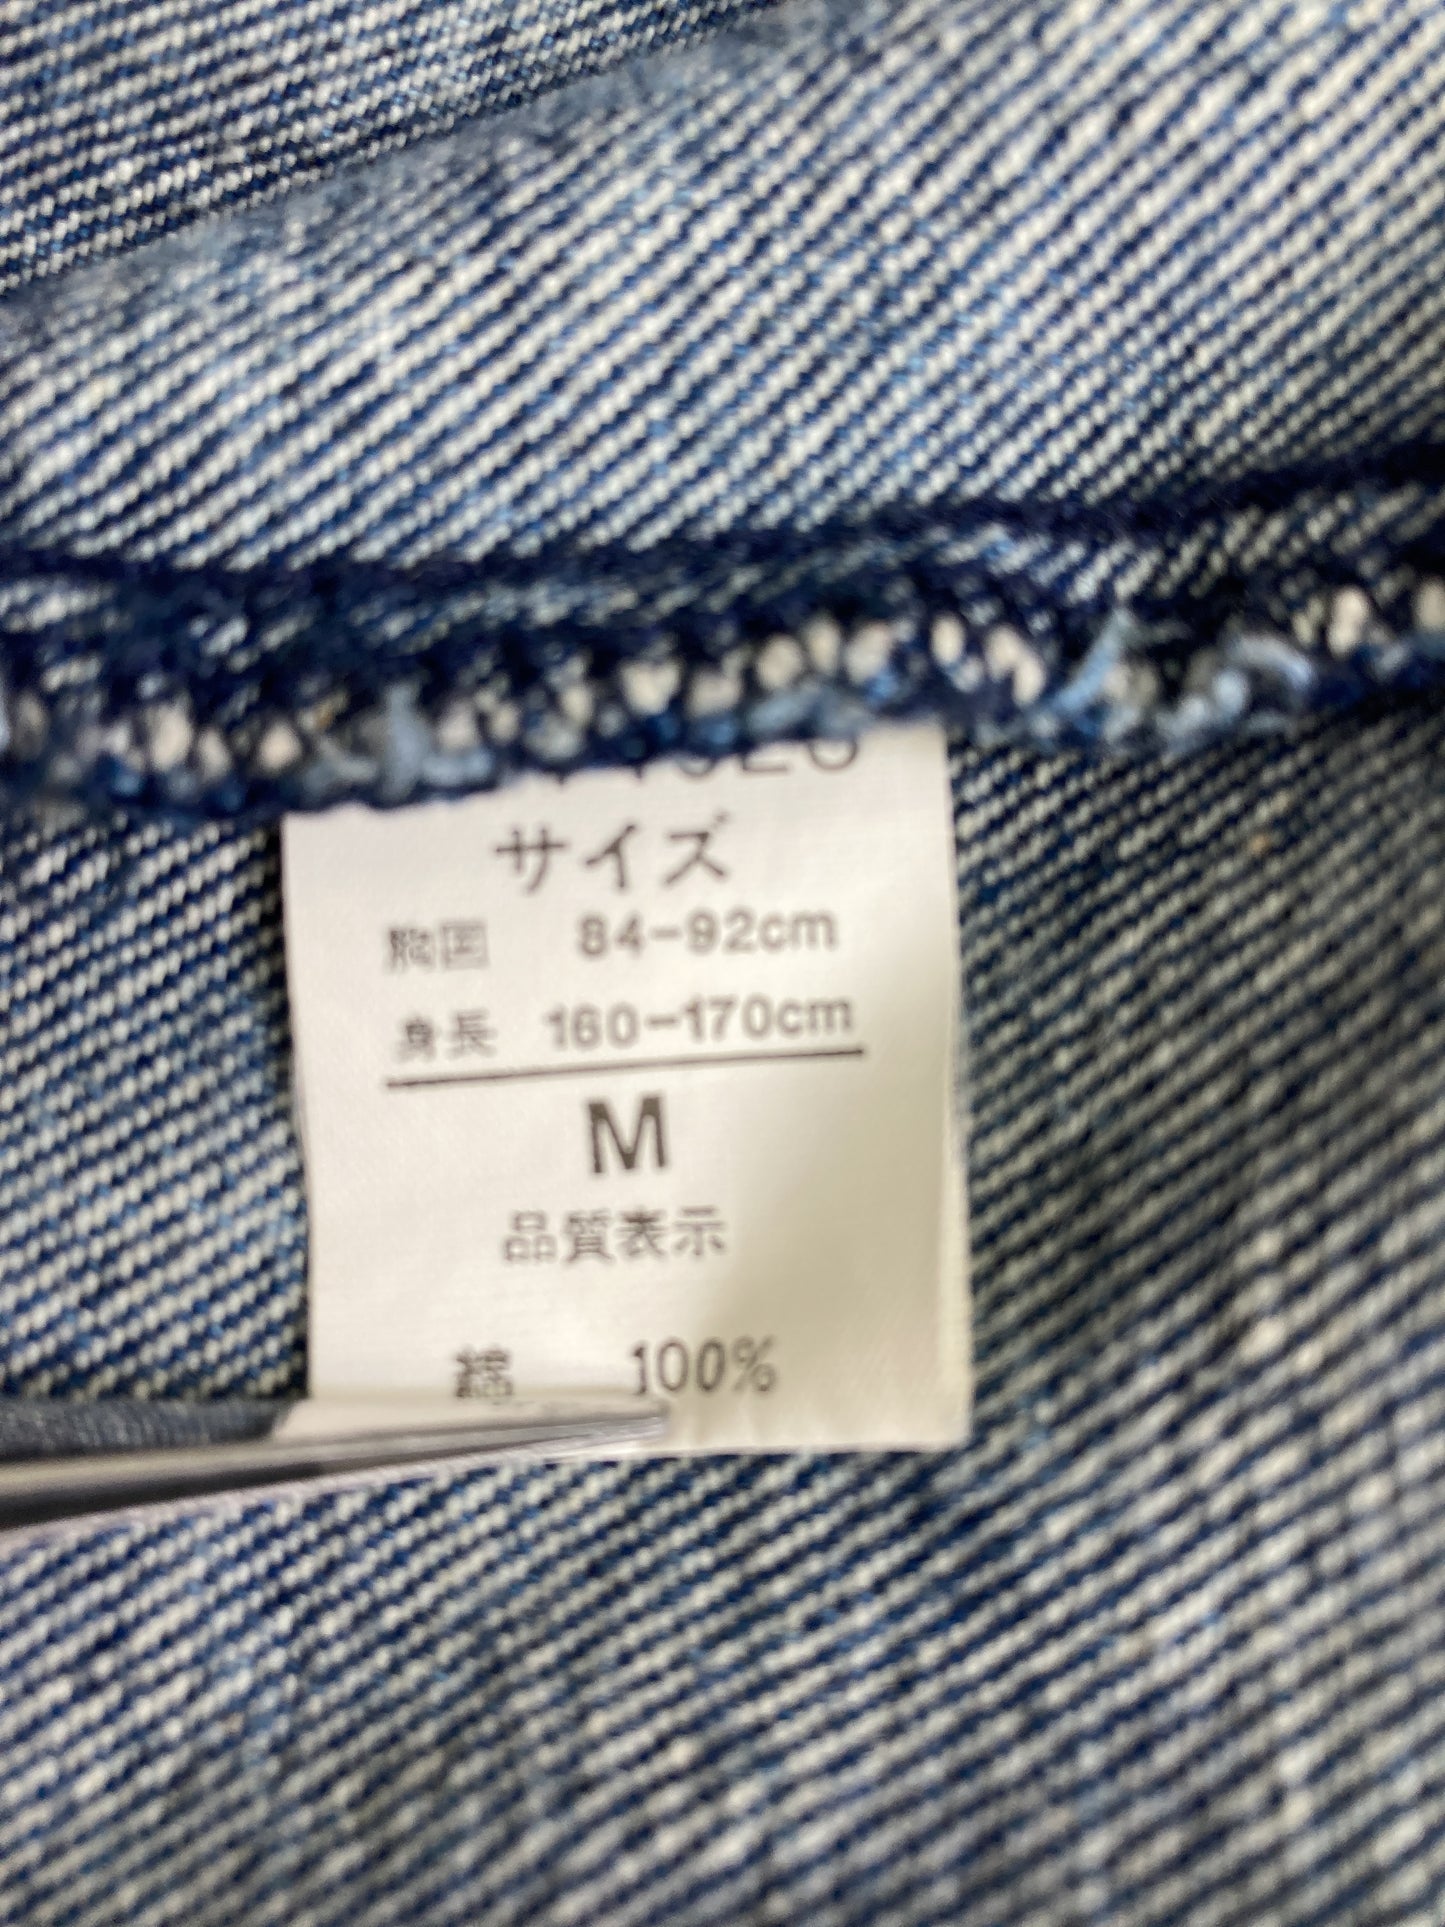 サイズ
胸囲 84-92cm
身長 160-170cm
M
品質表示
綿 100%